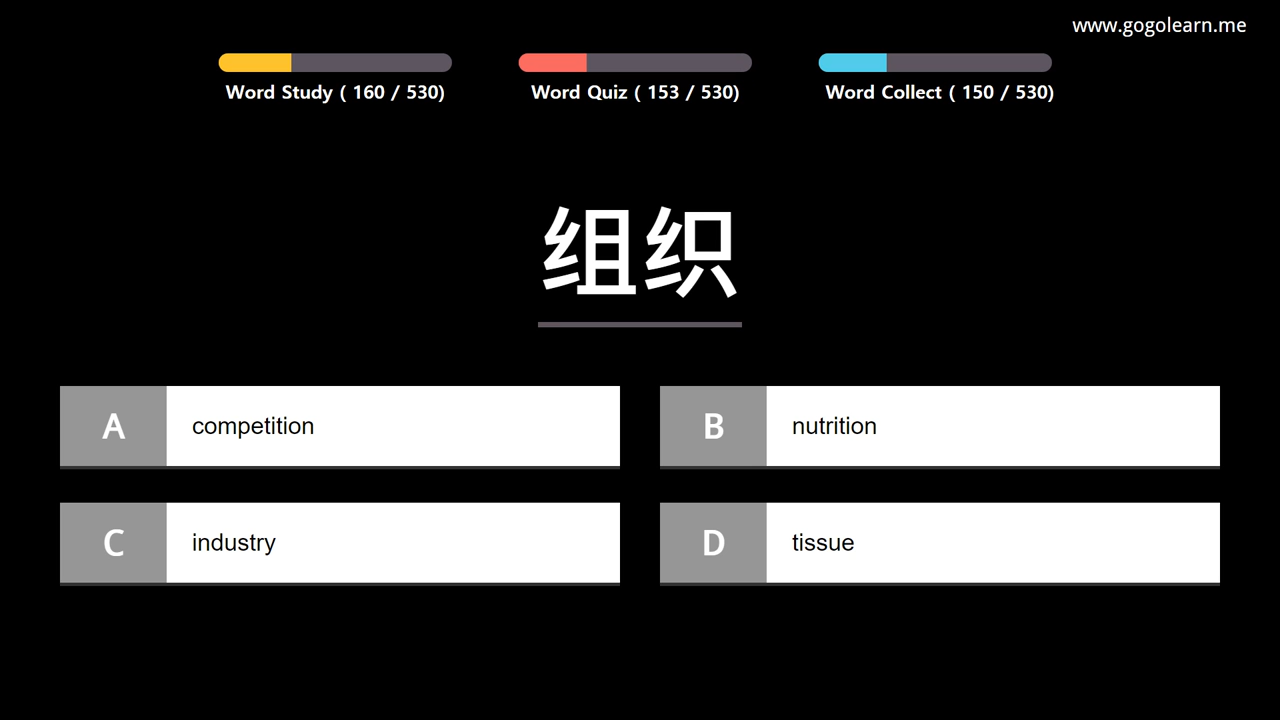 www.gogolearn.me
Word Study ( 160 / 530)
Word Quiz ( 153 / 530)
Word Collect ( 150 / 530)
组织
A competition
B nutrition
C industry
D tissue